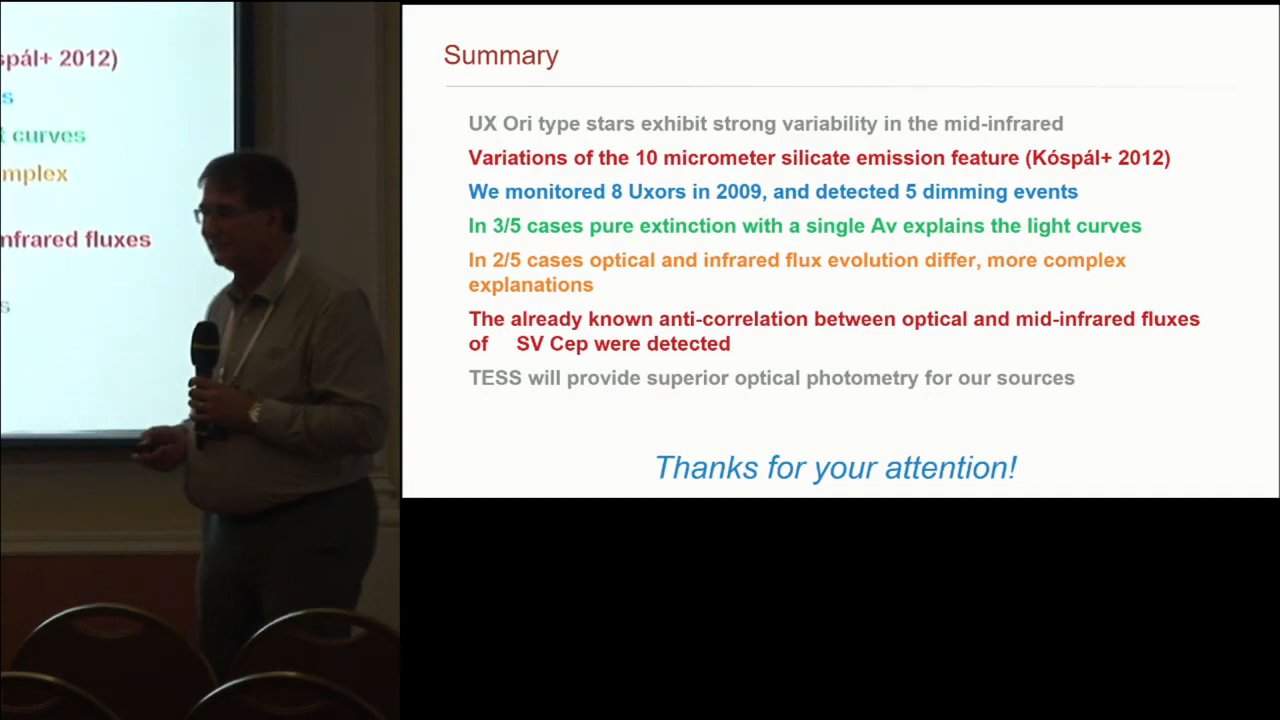 spál+ 2012)
s
t curves
mplex
nfrared fluxes
s
Summary
UX Ori type stars exhibit strong variability in the mid-infrared
Variations of the 10 micrometer silicate emission feature (Kóspál+ 2012)
We monitored 8 Uxors in 2009, and detected 5 dimming events
In 3/5 cases pure extinction with a single Av explains the light curves
In 2/5 cases optical and infrared flux evolution differ, more complex
explanations
The already known anti-correlation between optical and mid-infrared fluxes
of SV Cep were detected
TESS will provide superior optical photometry for our sources
Thanks for your attention!